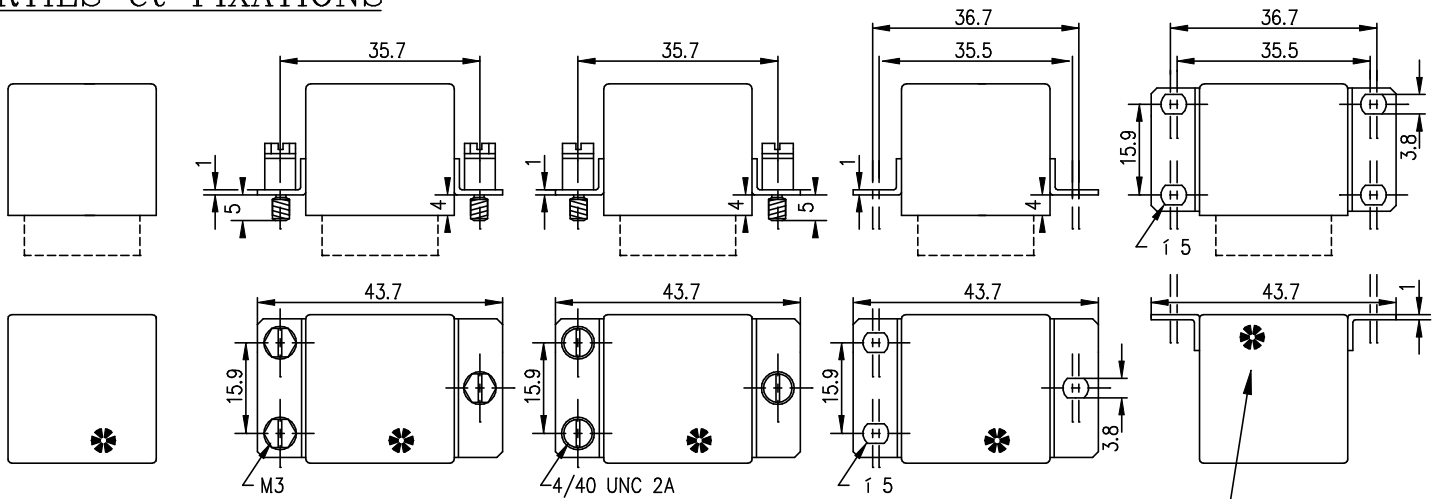 et FIXATIONS
36.7 36.7
35.7 35.7 35.5 35.5
1 1 1 15.9 3.8
5 4 4 5 4
í 5
43.7 43.7 43.7 43.7 1
15.9 15.9 15.9 3.8
M3 4/40 UNC 2A í 5